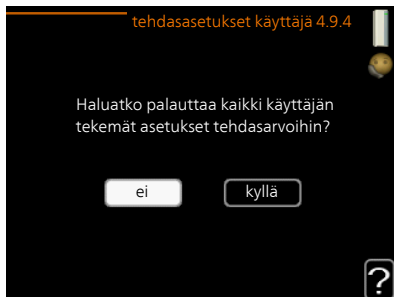 tehdasasetukset käyttäjä 4.9.4
Haluatko palauttaa kaikki käyttäjän
tekemät asetukset tehdasarvoihin?
ei
kyllä
?